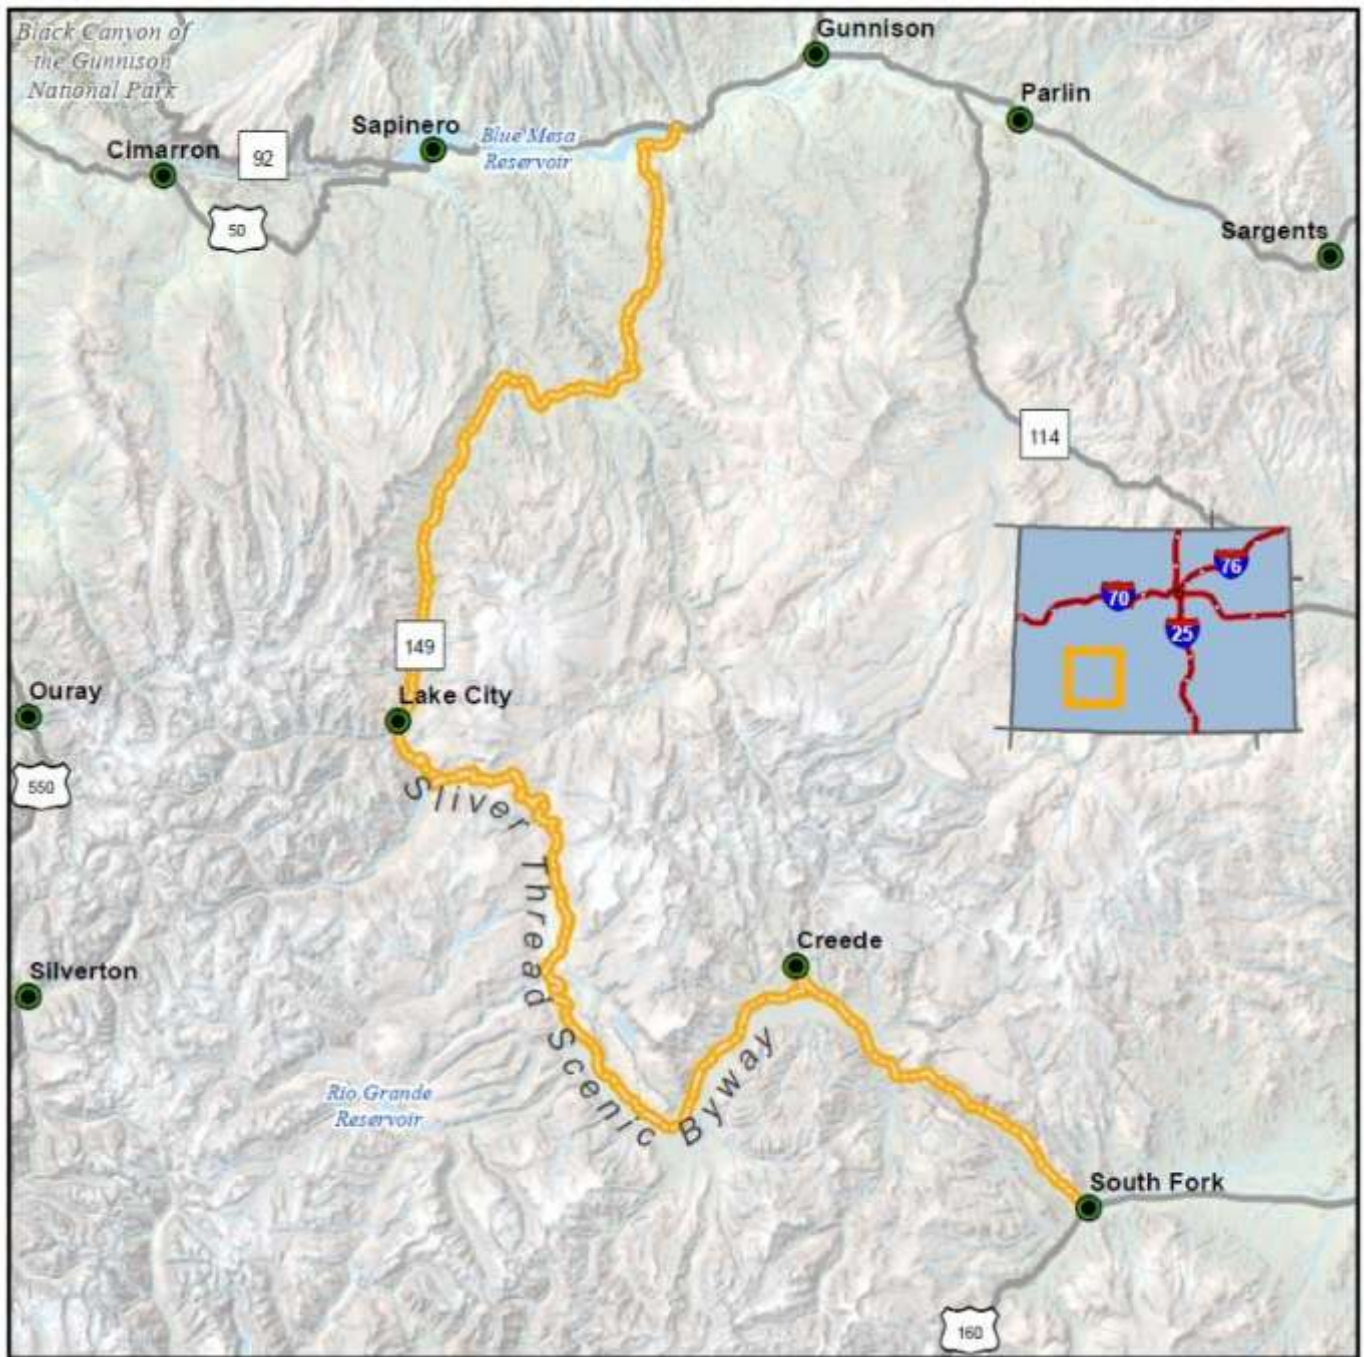 Black Canyon of
the Gunnison
National Park
Gunnison
Parlin
Sapinero
Blue Mesa
Reservoir
Cimarron
92
50
Sargents
114
76
70
25
149
Lake City
Ouray
550
Sliver Thread Scenic Byway
Creede
Silverton
Rio Grande
Reservoir
South Fork
160